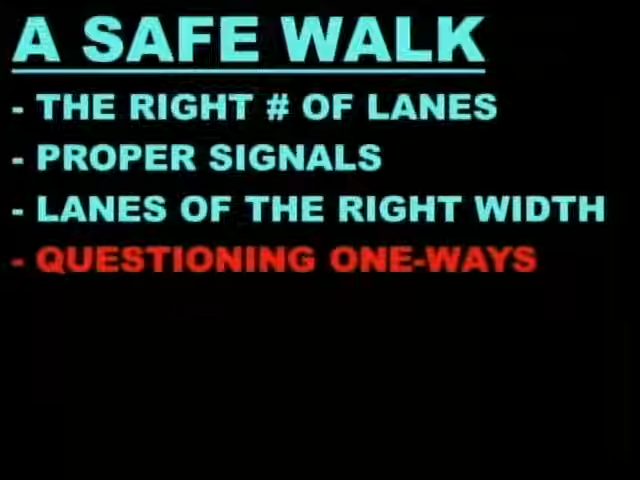 A SAFE WALK
- THE RIGHT # OF LANES
- PROPER SIGNALS
- LANES OF THE RIGHT WIDTH
- QUESTIONING ONE-WAYS